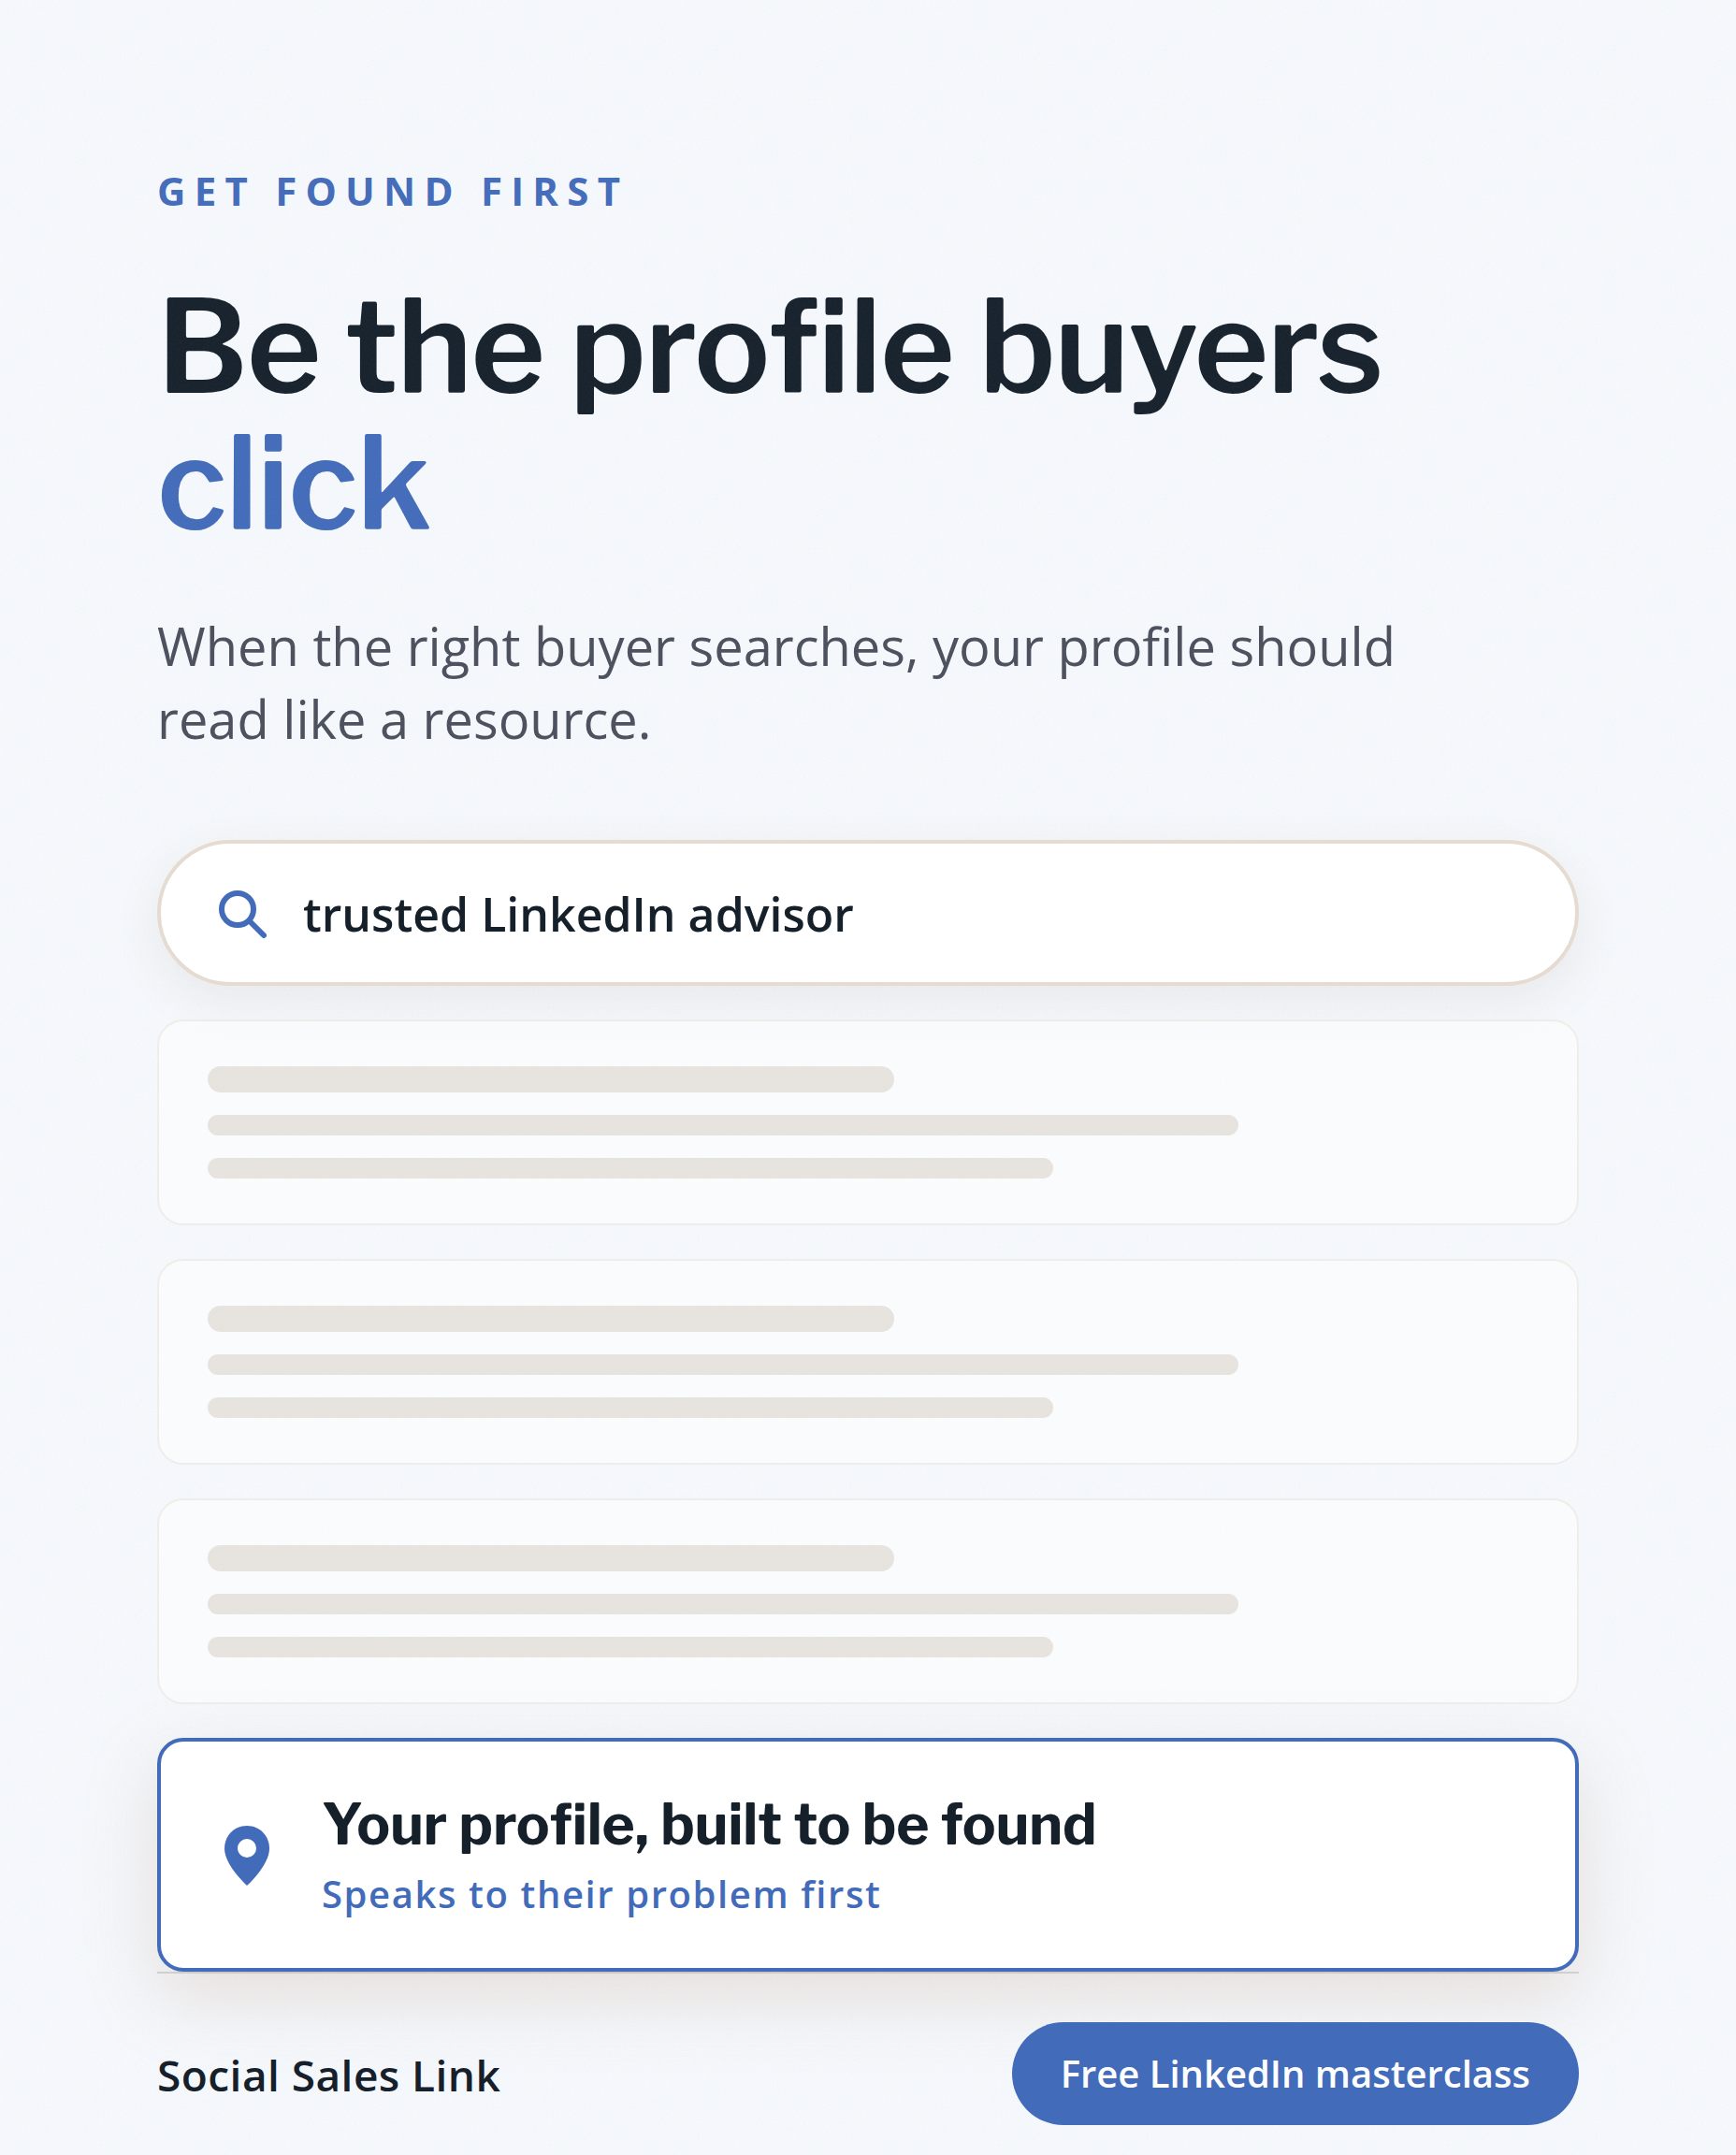 GET FOUND FIRST
Be the profile buyers
click
When the right buyer searches, your profile should
read like a resource.
trusted LinkedIn advisor
Your profile, built to be found
Speaks to their problem first
Social Sales Link
Free LinkedIn masterclass